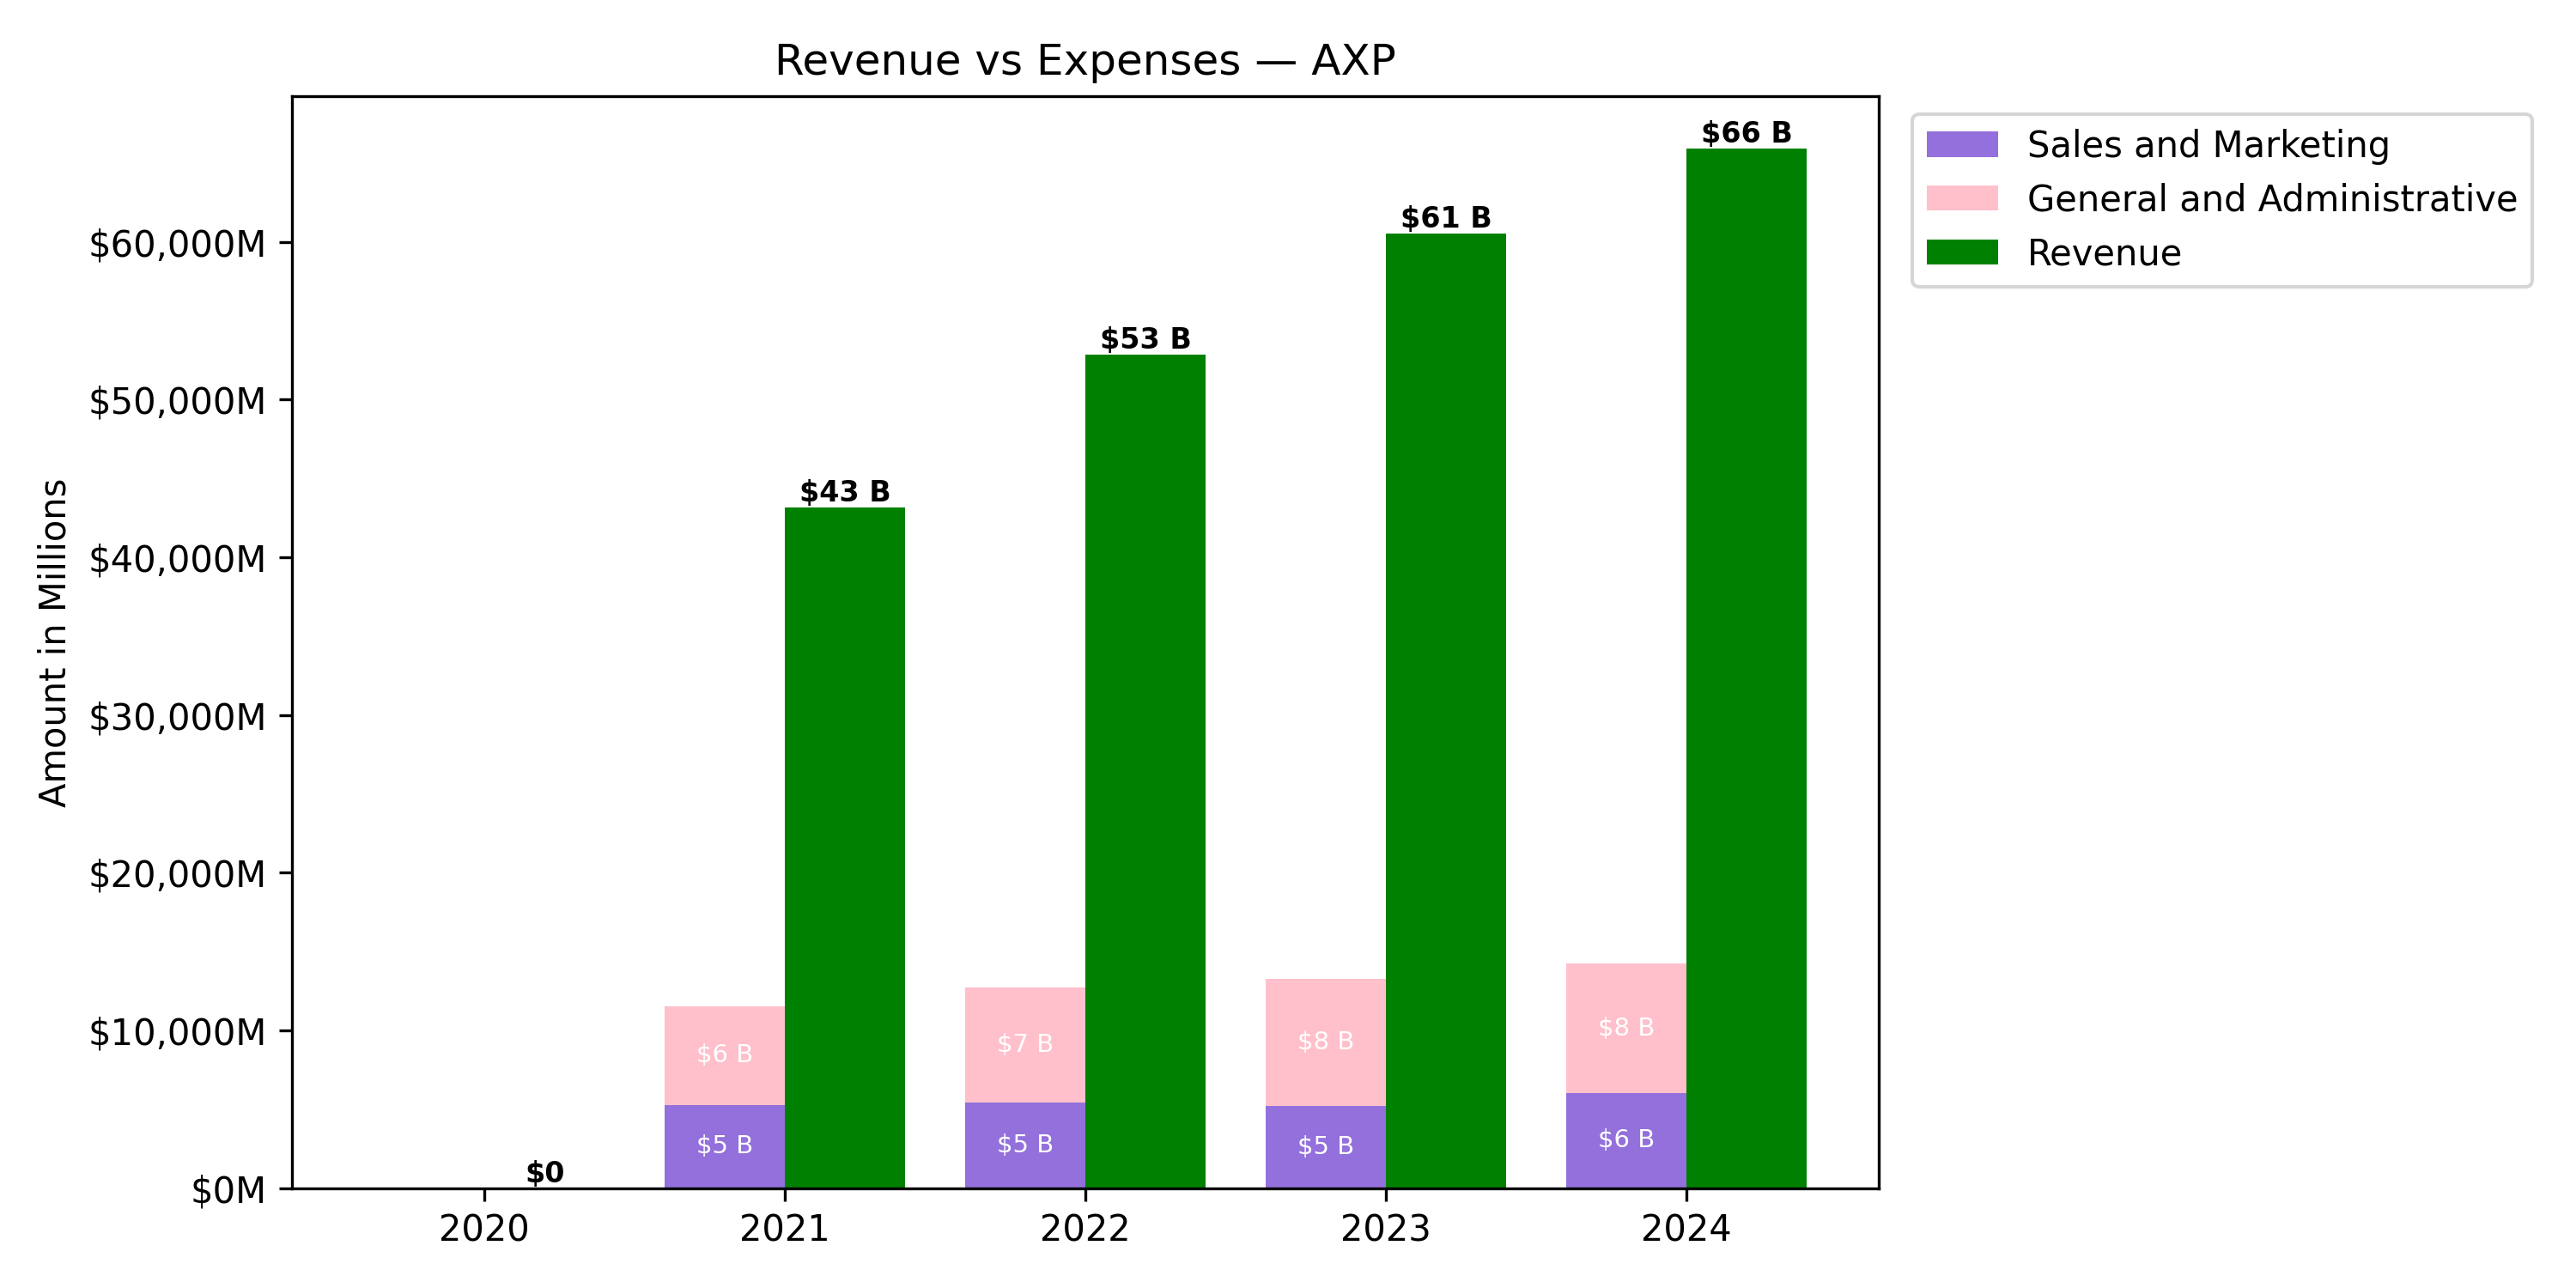 Revenue vs Expenses — AXP
Sales and Marketing
General and Administrative
Revenue
Amount in Millions
$60,000M
$50,000M
$40,000M
$30,000M
$20,000M
$10,000M
$0M
$0
$6 B
$5 B
$43 B
$7 B
$5 B
$53 B
$8 B
$5 B
$61 B
$8 B
$6 B
$66 B
2020
2021
2022
2023
2024